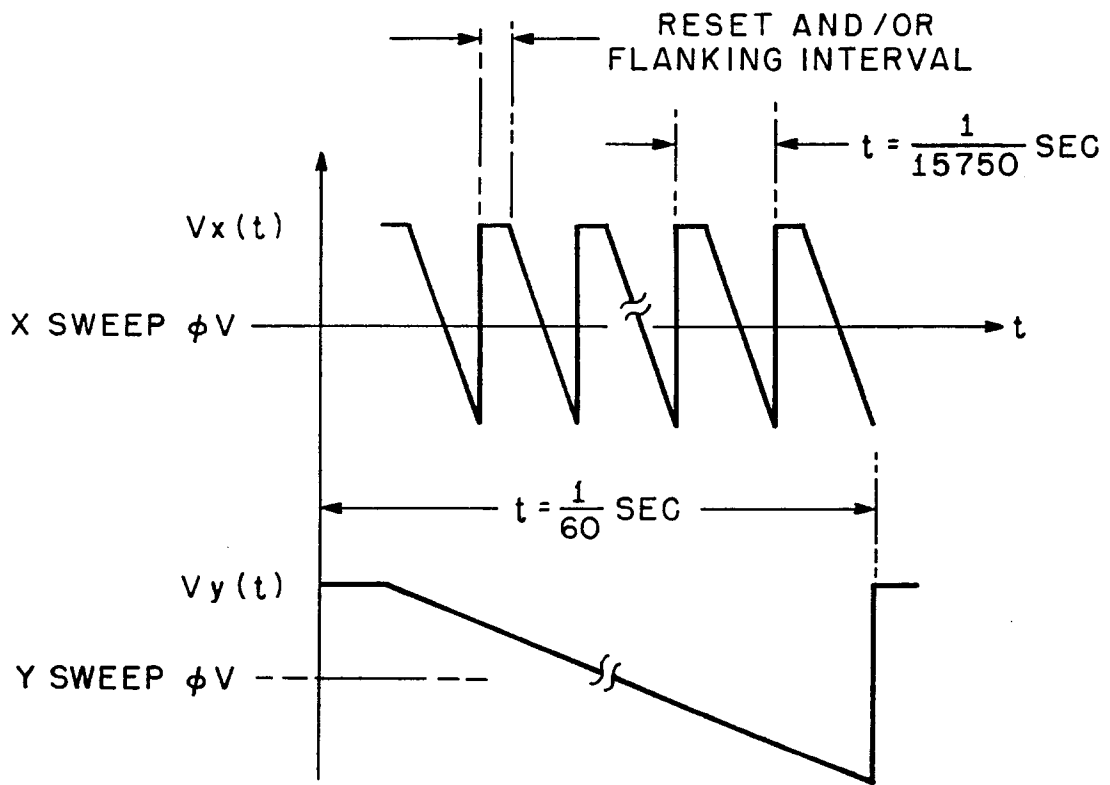 RESET AND/OR
FLANKING INTERVAL
t = 1/15750 SEC
Vx(t)
X SWEEP ϕV
t
t = 1/60 SEC
Vy(t)
Y SWEEP ϕV